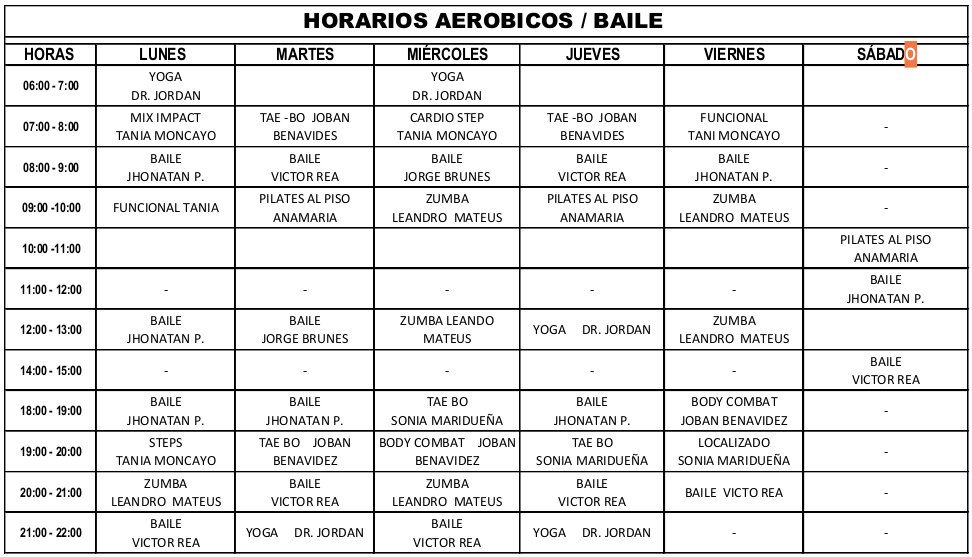 HORARIOS AEROBICOS / BAILE
HORAS LUNES MARTES MIÉRCOLES JUEVES VIERNES SÁBADO
06:00 - 7:00 YOGA DR. JORDAN YOGA DR. JORDAN
07:00 - 8:00 MIX IMPACT TANIA MONCAYO TAE -BO JOBAN BENAVIDES CARDIO STEP TANIA MONCAYO TAE -BO JOBAN BENAVIDES FUNCIONAL TANI MONCAYO -
08:00 - 9:00 BAILE JHONATAN P. BAILE VICTOR REA BAILE JORGE BRUNES BAILE VICTOR REA BAILE JHONATAN P. -
09:00 -10:00 FUNCIONAL TANIA PILATES AL PISO ANAMARIA ZUMBA LEANDRO MATEUS PILATES AL PISO ANAMARIA ZUMBA LEANDRO MATEUS -
10:00 -11:00 PILATES AL PISO ANAMARIA
11:00 - 12:00 - - - - - BAILE JHONATAN P.
12:00 - 13:00 BAILE JHONATAN P. BAILE JORGE BRUNES ZUMBA LEANDO MATEUS YOGA DR. JORDAN ZUMBA LEANDRO MATEUS
14:00 - 15:00 - - - - - BAILE VICTOR REA
18:00 - 19:00 BAILE JHONATAN P. BAILE JHONATAN P. TAE BO SONIA MARIDUEÑA BAILE JHONATAN P. BODY COMBAT JOBAN BENAVIDEZ -
19:00 - 20:00 STEPS TANIA MONCAYO TAE BO JOBAN BENAVIDEZ BODY COMBAT JOBAN BENAVIDEZ TAE BO SONIA MARIDUEÑA LOCALIZADO SONIA MARIDUEÑA -
20:00 - 21:00 ZUMBA LEANDRO MATEUS BAILE VICTOR REA ZUMBA LEANDRO MATEUS BAILE VICTOR REA BAILE VICTO REA -
21:00 - 22:00 BAILE VICTOR REA YOGA DR. JORDAN BAILE VICTOR REA YOGA DR. JORDAN - -